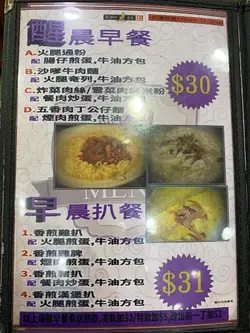 醒晨早餐
A.火腿通粉
配 腸仔煎蛋,牛油方包
B.沙嗲牛肉麵
配 火腿奄列,牛油方包
$30
C.炸菜肉絲/雪菜肉絲米粉
配 餐肉炒蛋,牛油方包
D.五香肉丁公仔麵
配 煙肉煎蛋,牛油方包
MENU
早晨扒餐
1.香煎雞扒
配 火腿煎蛋,牛油方包
2.香煎雞髀
配 煙肉煎蛋,牛油方包
3.香煎豬扒
配 餐肉炒蛋,牛油方包
4.香煎漢堡扒
配 火腿煎蛋,牛油方包
$31